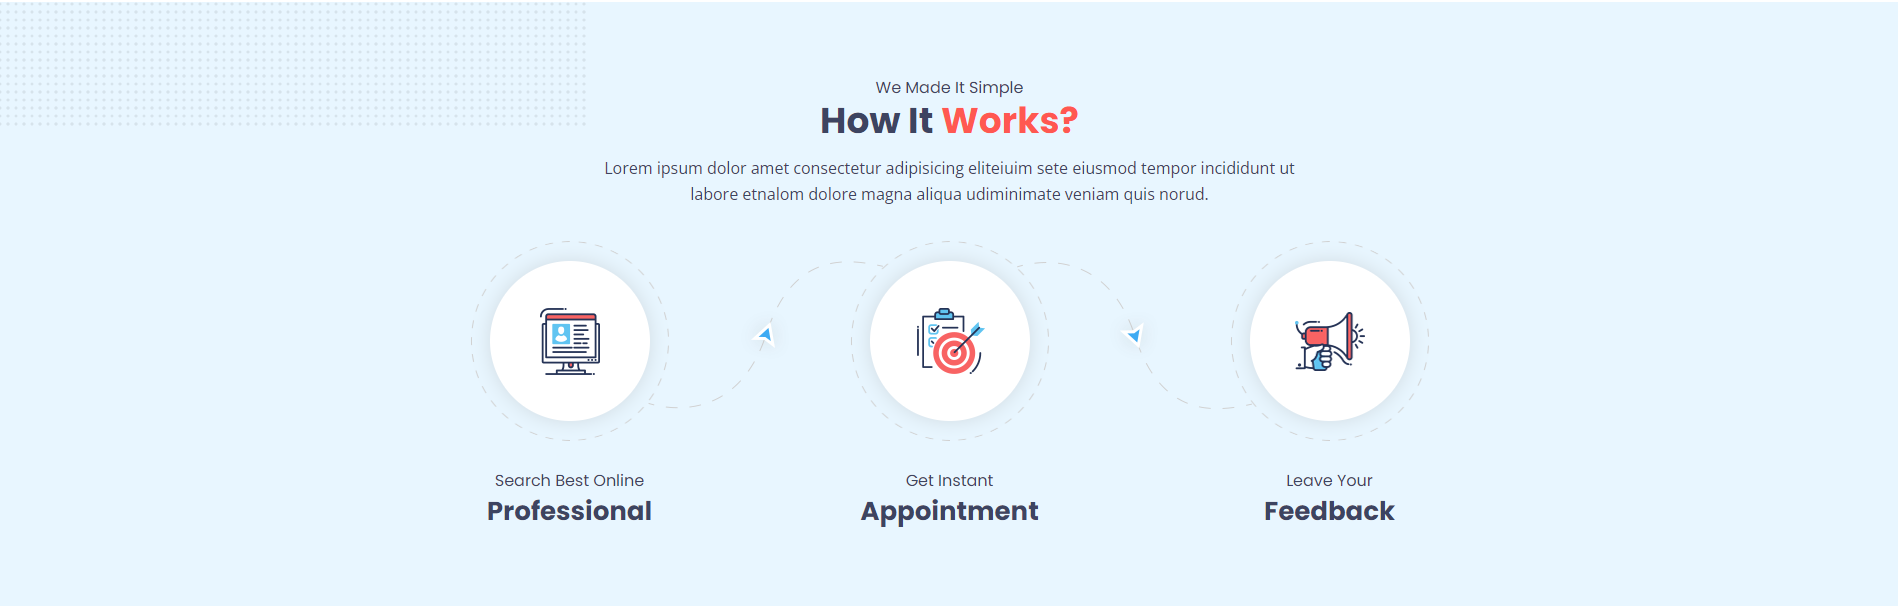 We Made It Simple
How It Works?
Lorem ipsum dolor amet consectetur adipisicing eliteiuim sete eiusmod tempor incididunt ut
labore etnalom dolore magna aliqua udiminimate veniam quis norud.
Search Best Online
Professional
Get Instant
Appointment
Leave Your
Feedback